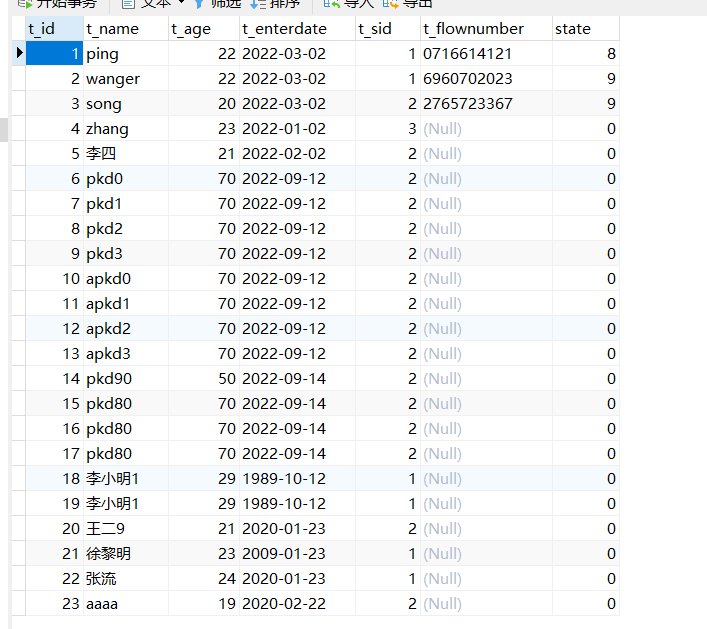 开始事务 文本 筛选 排序 导入 导出
t_id t_name t_age t_enterdate t_sid t_flownumber state
1 ping 22 2022-03-02 1 0716614121 8
2 wanger 22 2022-03-02 1 6960702023 9
3 song 20 2022-03-02 2 2765723367 9
4 zhang 23 2022-01-02 3 (Null) 0
5 李四 21 2022-02-02 2 (Null) 0
6 pkd0 70 2022-09-12 2 (Null) 0
7 pkd1 70 2022-09-12 2 (Null) 0
8 pkd2 70 2022-09-12 2 (Null) 0
9 pkd3 70 2022-09-12 2 (Null) 0
10 apkd0 70 2022-09-12 2 (Null) 0
11 apkd1 70 2022-09-12 2 (Null) 0
12 apkd2 70 2022-09-12 2 (Null) 0
13 apkd3 70 2022-09-12 2 (Null) 0
14 pkd90 50 2022-09-14 2 (Null) 0
15 pkd80 70 2022-09-14 2 (Null) 0
16 pkd80 70 2022-09-14 2 (Null) 0
17 pkd80 70 2022-09-14 2 (Null) 0
18 李小明1 29 1989-10-12 1 (Null) 0
19 李小明1 29 1989-10-12 1 (Null) 0
20 王二9 21 2020-01-23 2 (Null) 0
21 徐黎明 23 2009-01-23 1 (Null) 0
22 张流 24 2020-01-23 1 (Null) 0
23 aaaa 19 2020-02-22 2 (Null) 0